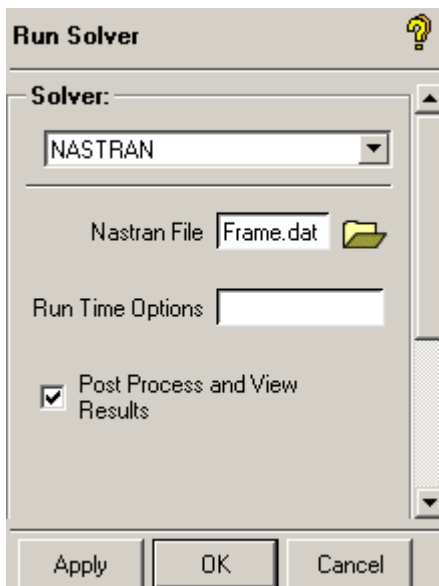 Run Solver
Solver:
NASTRAN
Nastran File Frame.dat
Run Time Options
Post Process and View
Results
Apply OK Cancel